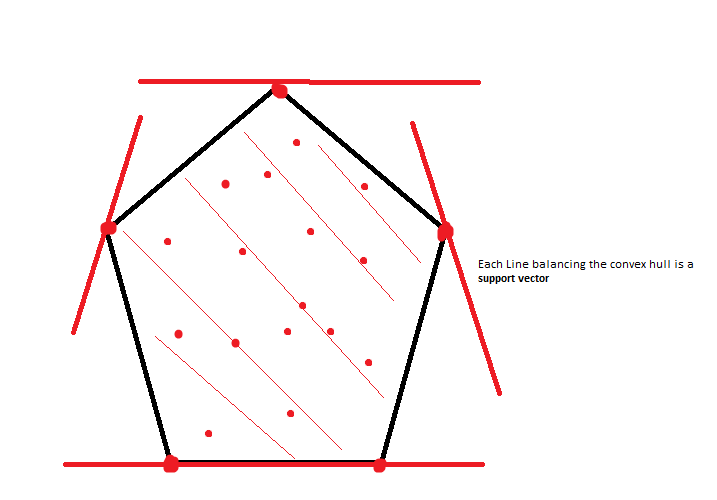 Each Line balancing the convex hull is a
support vector